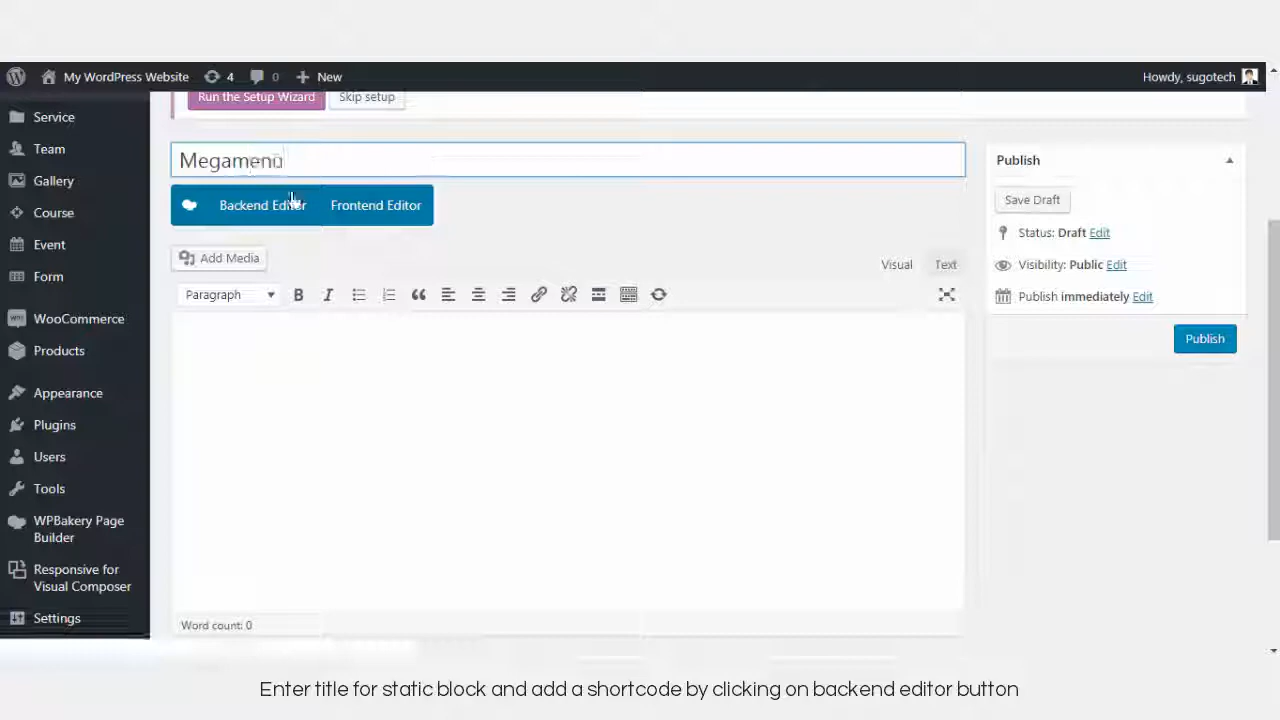 My WordPress Website 4 0 New Howdy, sugotech
Run the Setup Wizard Skip setup
Service
Team
Gallery
Course
Event
Form
WooCommerce
Products
Appearance
Plugins
Users
Tools
WPBakery Page
Builder
Responsive for
Visual Composer
Settings
Megamenu
Backend Editor Frontend Editor
Add Media
Visual Text
Paragraph
Word count: 0
Publish
Save Draft
Status: Draft Edit
Visibility: Public Edit
Publish immediately Edit
Publish
Enter title for static block and add a shortcode by clicking on backend editor button